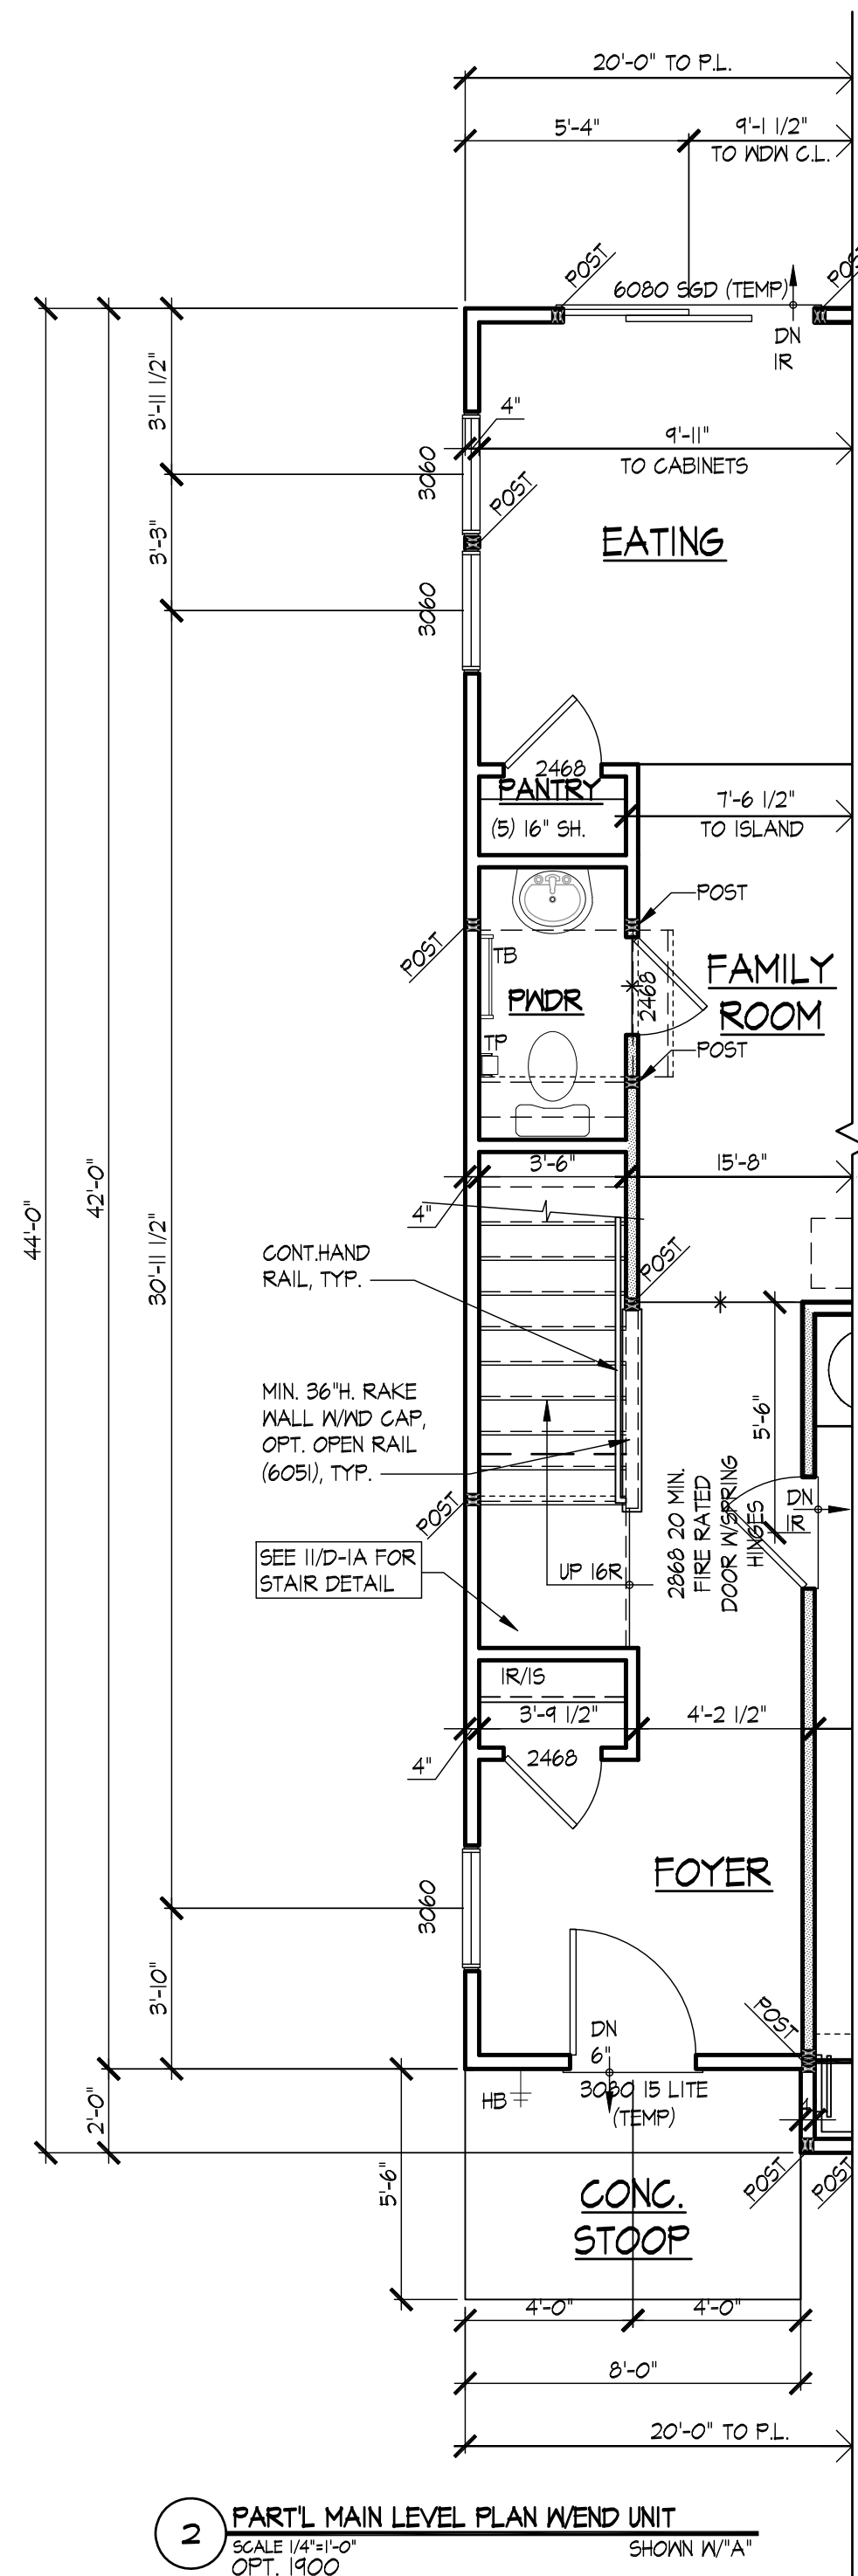 20'-0" TO P.L.
5'-4"
9'-1 1/2"
TO WDW C.L.
POST
6080 SGD (TEMP)
POST
DN
IR
3'-11 1/2"
4"
9'-11"
TO CABINETS
3060
POST
3'-3"
EATING
3060
2468
PANTRY
(5) 16" SH.
7'-6 1/2"
TO ISLAND
POST
POST
TB
FAMILY
ROOM
PWDR
2468
TP
POST
3'-6"
15'-8"
4"
42'-0"
44'-0"
30'-11 1/2"
CONT.HAND
RAIL, TYP.
POST
MIN. 36"H. RAKE
WALL W/WD CAP,
OPT. OPEN RAIL
(6051), TYP.
5'-6"
POST
2868 20 MIN.
FIRE RATED
DOOR W/SPRING
HINGES
DN
IR
SEE 11/D-1A FOR
STAIR DETAIL
UP 16R
1R/1S
3'-9 1/2"
4'-2 1/2"
4"
2468
FOYER
3060
3'-10"
DN
6"
POST
HB
3080 15 LITE
(TEMP)
4"
2'-0"
5'-6"
POST
POST
CONC.
STOOP
4'-0"
4'-0"
8'-0"
20'-0" TO P.L.
2
PART'L MAIN LEVEL PLAN W/END UNIT
SCALE 1/4"=1'-0"
SHOWN W/"A"
OPT. 1900